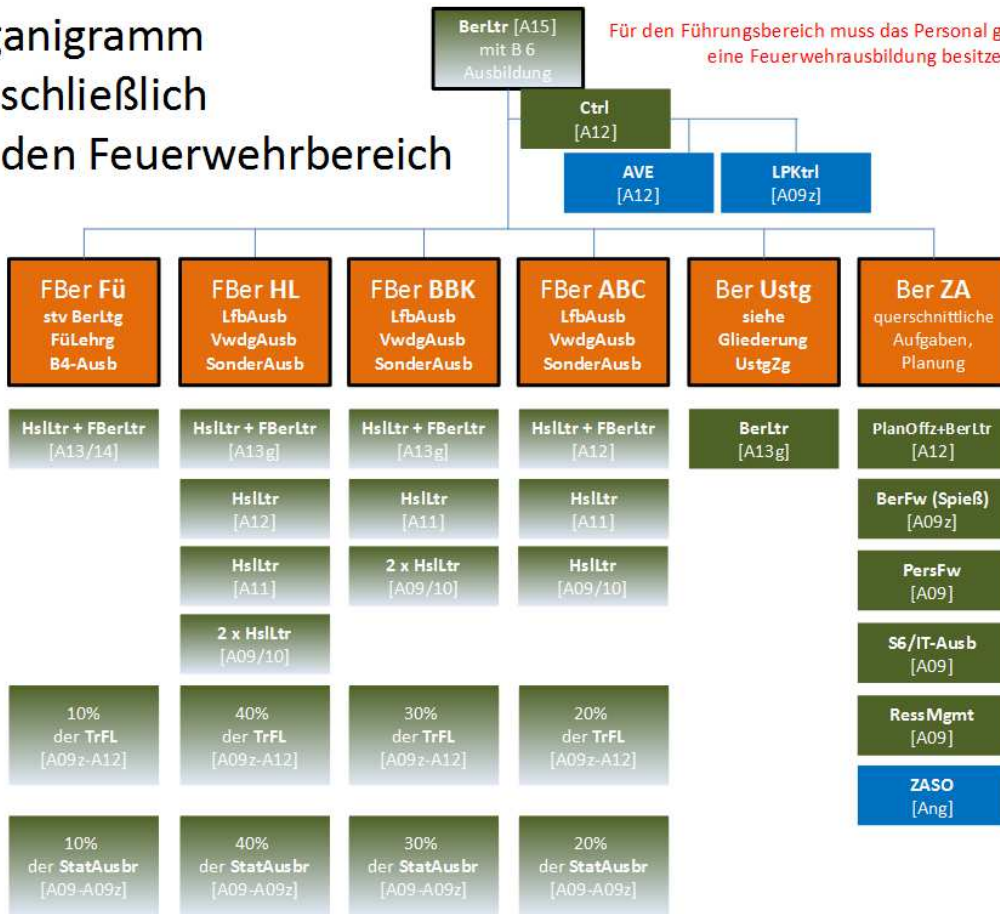 ganigramm
schließlich
den Feuerwehrbereich
BerLtr [A15]
mit B 6
Ausbildung
Für den Führungsbereich muss das Personal g
eine Feuerwehrausbildung besitze
Ctrl
[A12]
AVE
[A12]
LPKtrl
[A09z]
FBer Fü
stv BerLtg
FüLehrg
B4-Ausb
FBer HL
LfbAusb
VwdgAusb
SonderAusb
FBer BBK
LfbAusb
VwdgAusb
SonderAusb
FBer ABC
LfbAusb
VwdgAusb
SonderAusb
Ber Ustg
siehe
Gliederung
UstgZg
Ber ZA
querschnittliche
Aufgaben,
Planung
HslLtr + FBerLtr
[A13/14]
HslLtr + FBerLtr
[A13g]
HslLtr + FBerLtr
[A13g]
HslLtr + FBerLtr
[A12]
BerLtr
[A13g]
PlanOffz+BerLtr
[A12]
HslLtr
[A12]
HslLtr
[A11]
HslLtr
[A11]
BerFw (Spieß)
[A09z]
HslLtr
[A11]
2 x HslLtr
[A09/10]
HslLtr
[A09/10]
PersFw
[A09]
2 x HslLtr
[A09/10]
S6/IT-Ausb
[A09]
10%
der TrFL
[A09z-A12]
40%
der TrFL
[A09z-A12]
30%
der TrFL
[A09z-A12]
20%
der TrFL
[A09z-A12]
RessMgmt
[A09]
ZASO
[Ang]
10%
der StatAusbr
[A09-A09z]
40%
der StatAusbr
[A09-A09z]
30%
der StatAusbr
[A09-A09z]
20%
der StatAusbr
[A09-A09z]